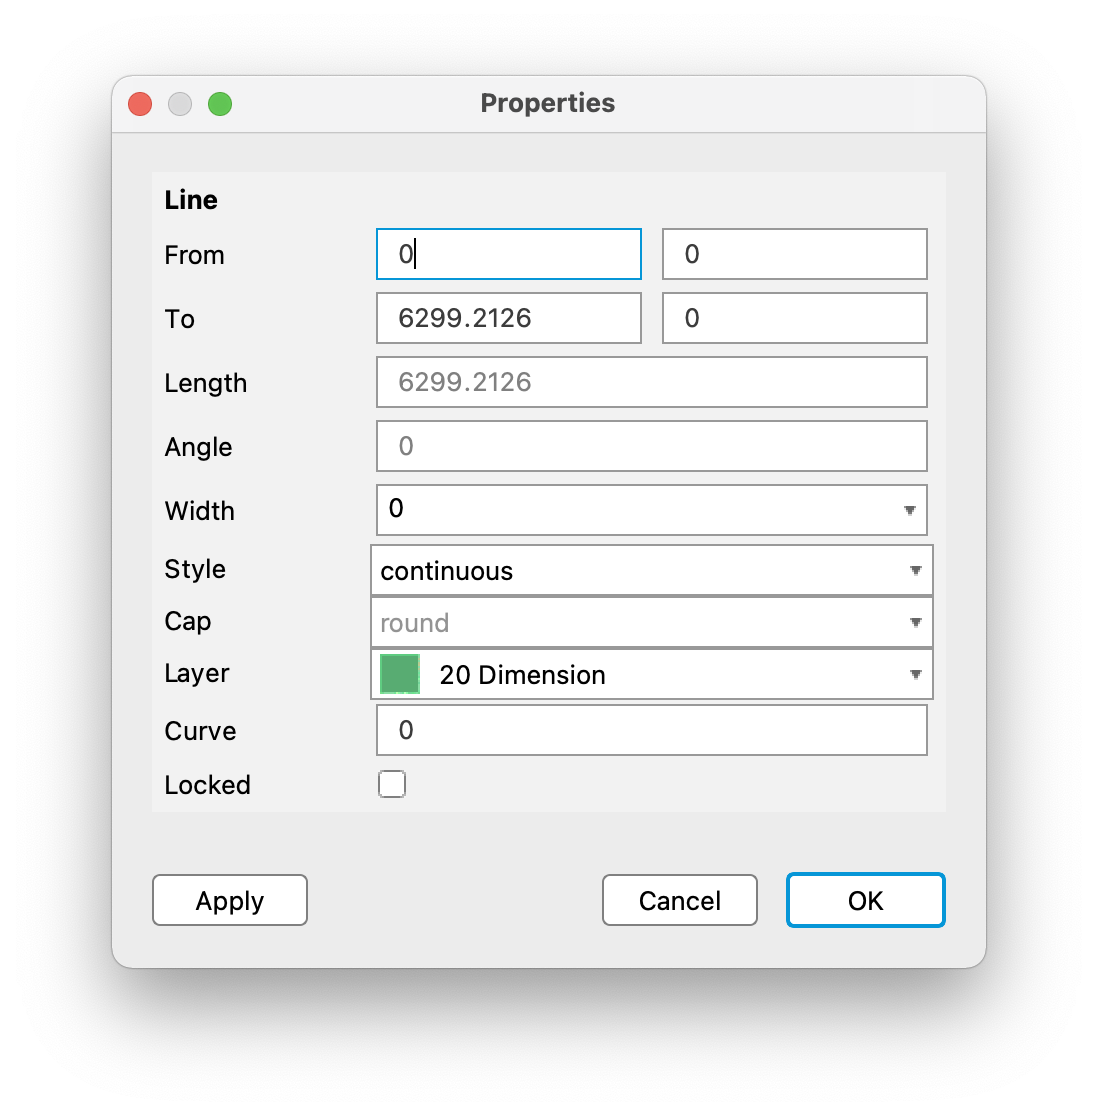 Properties
Line
From 0 0
To 6299.2126 0
Length 6299.2126
Angle 0
Width 0
Style continuous
Cap round
Layer 20 Dimension
Curve 0
Locked
Apply Cancel OK